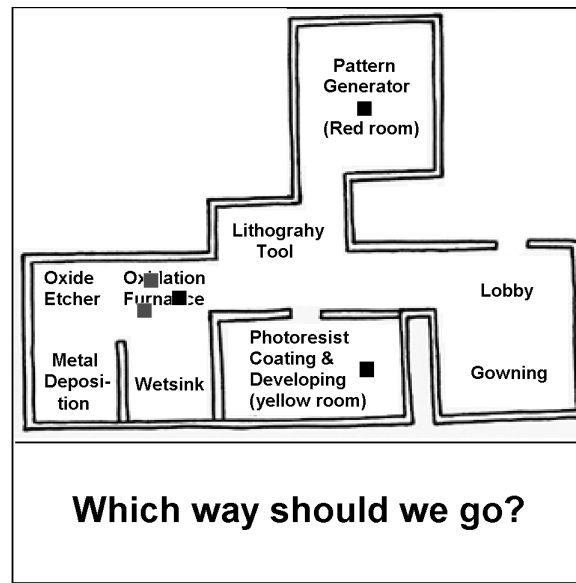 Pattern
Generator
(Red room)
Lithograhy
Tool
Oxide
Etcher
Oxidation
Furnace
Lobby
Photoresist
Coating &
Developing
(yellow room)
Metal
Deposi-
tion
Wetsink
Gowning
Which way should we go?